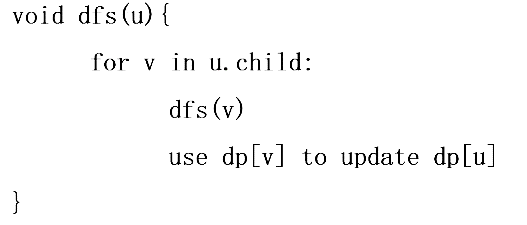 void dfs(u){
for v in u.child:
dfs(v)
use dp[v] to update dp[u]
}